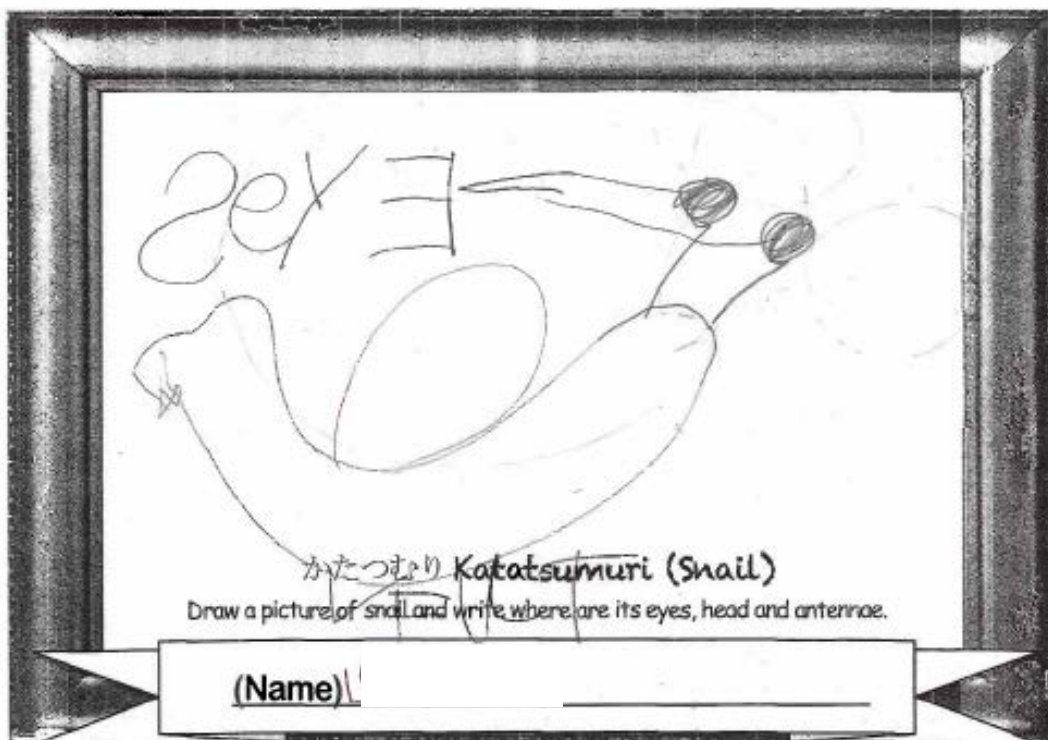 seYE
かたつむり Katatsumuri (Snail)
Draw a picture of snail and write where are its eyes, head and antennae.
(Name)